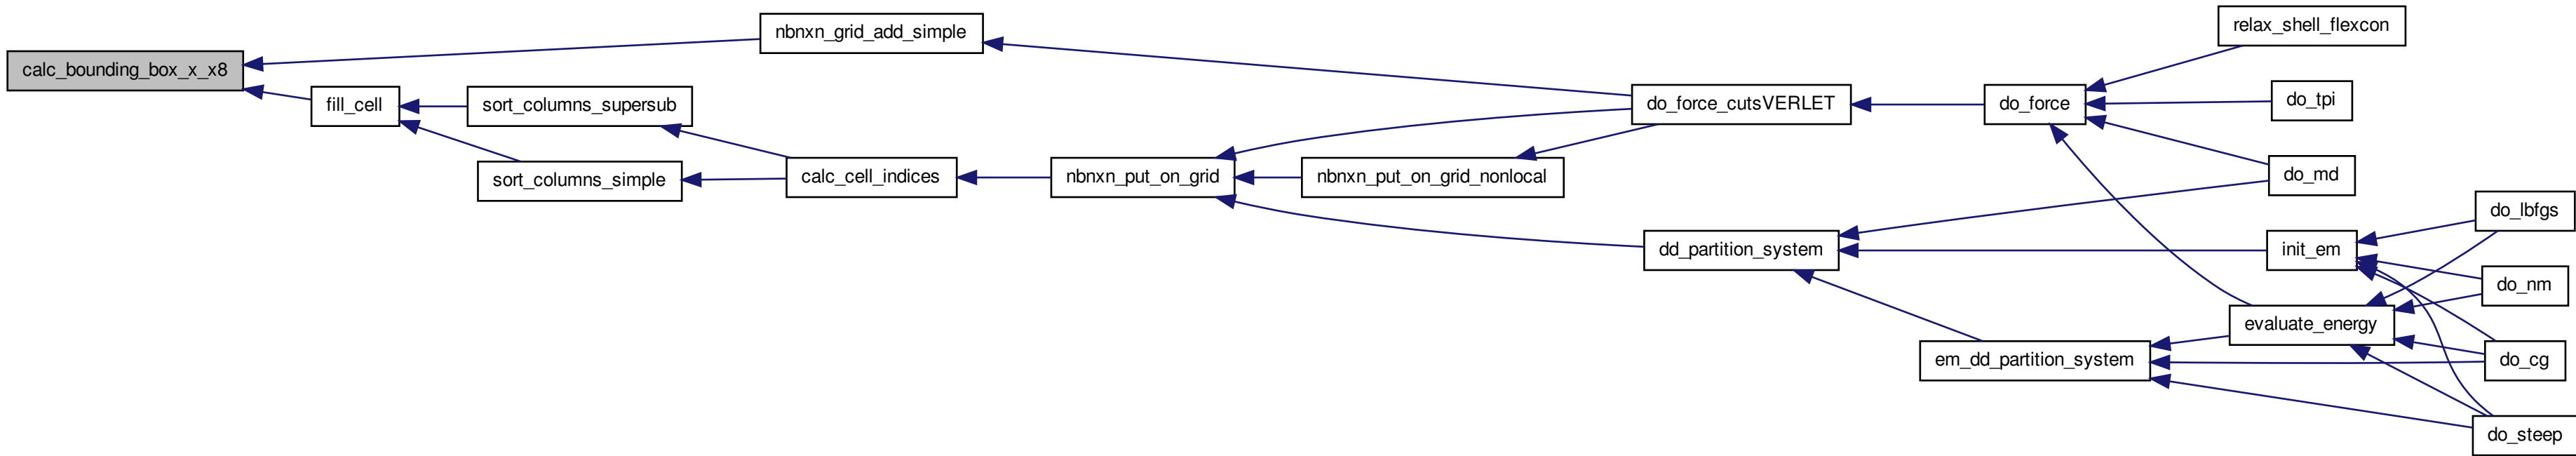 calc_bounding_box_x_x8
fill_cell
nbnxn_grid_add_simple
sort_columns_supersub
sort_columns_simple
calc_cell_indices
nbnxn_put_on_grid
nbnxn_put_on_grid_nonlocal
do_force_cutsVERLET
dd_partition_system
do_force
em_dd_partition_system
relax_shell_flexcon
do_tpi
do_md
init_em
evaluate_energy
do_lbfgs
do_nm
do_cg
do_steep